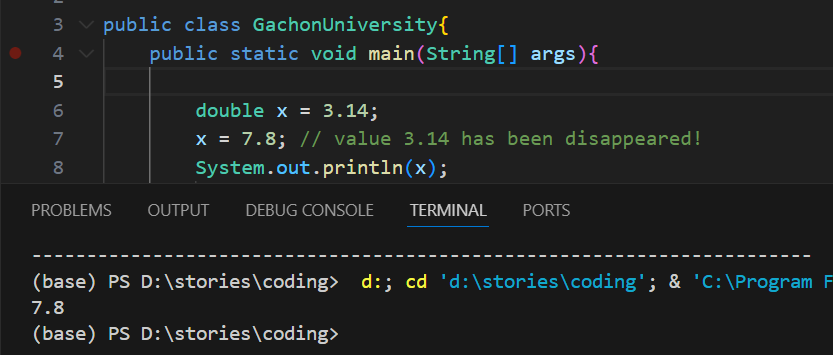 3 public class GachonUniversity{
4 public static void main(String[] args){
5
6 double x = 3.14;
7 x = 7.8; // value 3.14 has been disappeared!
8 System.out.println(x);
PROBLEMS OUTPUT DEBUG CONSOLE TERMINAL PORTS
--------------------------------------------------------------------------
(base) PS D:\stories\coding>  d:; cd 'd:\stories\coding'; & 'C:\Program F
7.8
(base) PS D:\stories\coding>